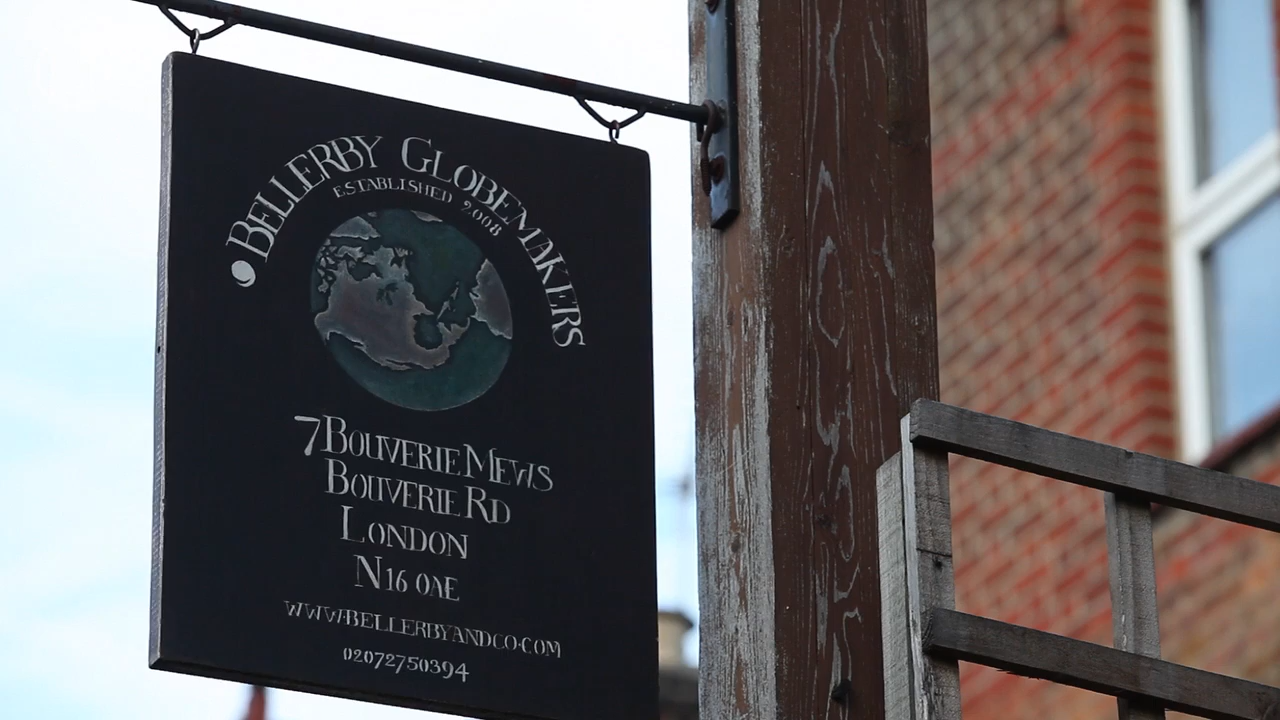 BELLERBY GLOBEMAKERS
ESTABLISHED 2008
7 BOUVERIE MEWS
BOUVERIE RD
LONDON
N16 0AE
WWW.BELLERBYANDCO.COM
02072750394